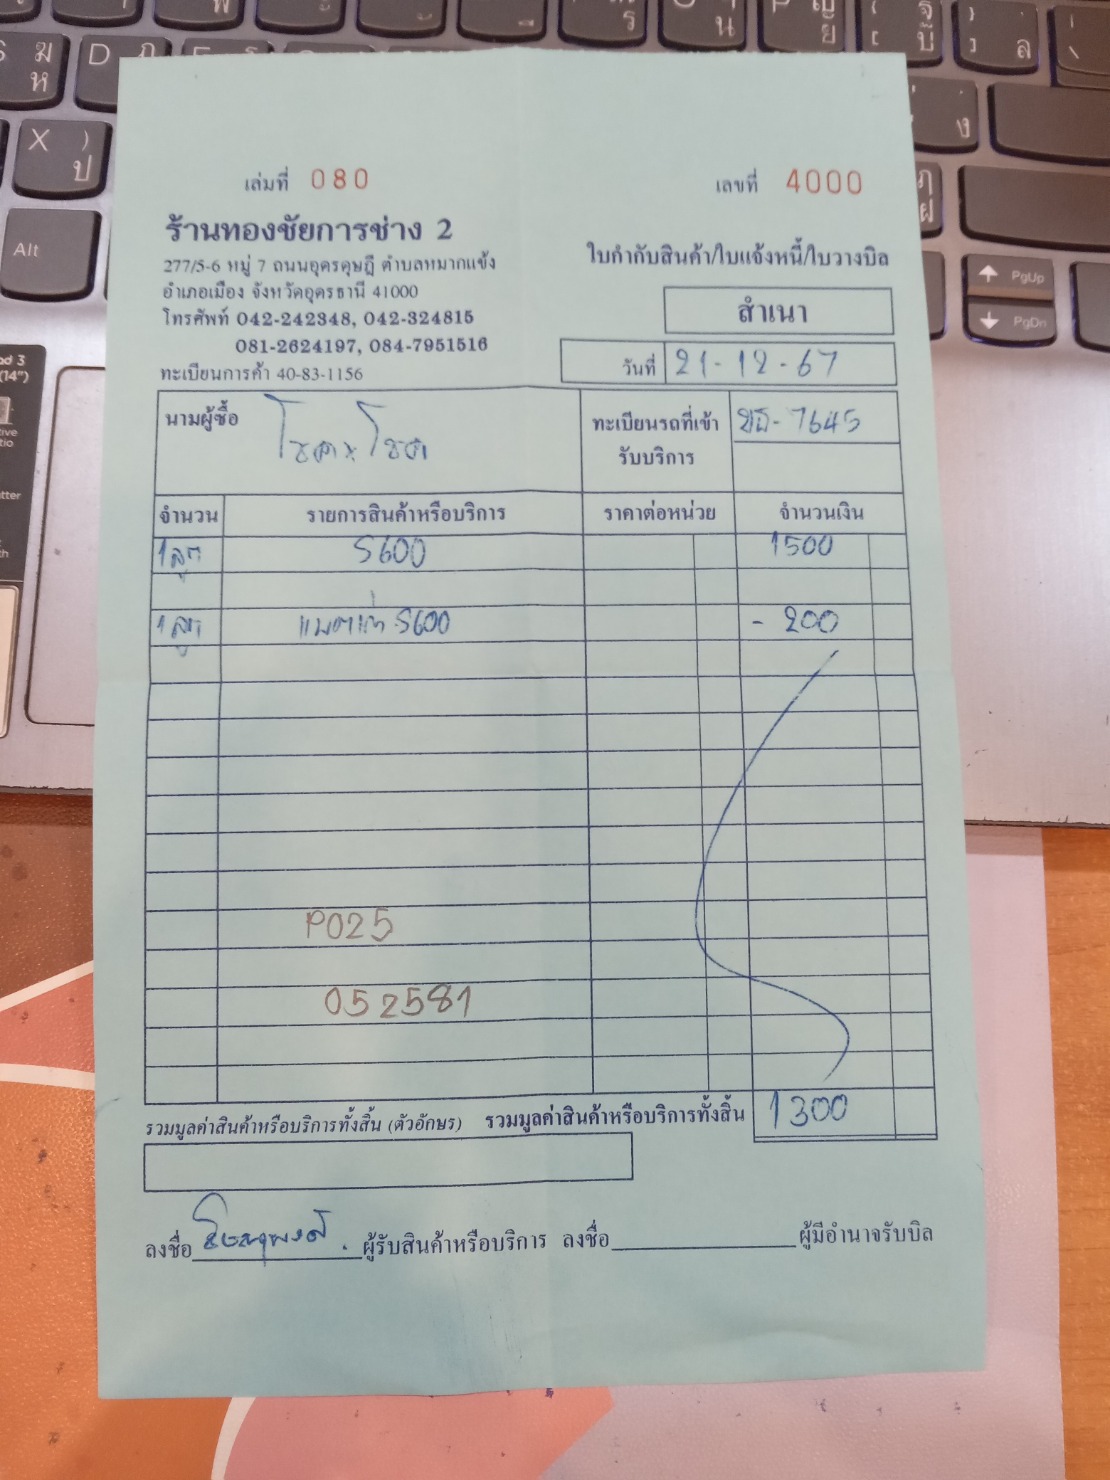 เล่มที่ 080
เลขที่ 4000
ร้านทองชัยการช่าง 2
277/5-6 หมู่ 7 ถนนอุดรดุษฎี ตำบลหมากแข้ง
อำเภอเมือง จังหวัดอุดรธานี 41000
โทรศัพท์ 042-242348, 042-324815
081-2624197, 084-7951516
ทะเบียนการค้า 40-83-1156
ใบกำกับสินค้า/ใบแจ้งหนี้/ใบวางบิล
สำเนา
วันที่ 21-12-67
นามผู้ซื้อ
ทะเบียนรถที่เข้า
รับบริการ
7645
จำนวน รายการสินค้าหรือบริการ ราคาต่อหน่วย จำนวนเงิน
1 ลูก S600 1500
1 ลูก แบตเก่า S600 - 200
P025
052581
รวมมูลค่าสินค้าหรือบริการทั้งสิ้น (ตัวอักษร) รวมมูลค่าสินค้าหรือบริการทั้งสิ้น 1300
ลงชื่อ ผู้รับสินค้าหรือบริการ ลงชื่อ ผู้มีอำนาจรับบิล
Alt
PgUp
PgDn
X
ป
D